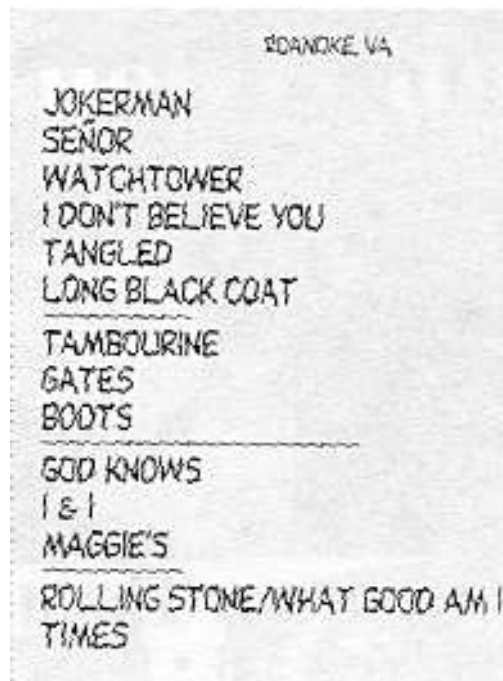 ROANOKE, VA
JOKERMAN
SEÑOR
WATCHTOWER
I DON'T BELIEVE YOU
TANGLED
LONG BLACK COAT
TAMBOURINE
GATES
BOOTS
GOD KNOWS
I & I
MAGGIE'S
ROLLING STONE/WHAT GOOD AM I
TIMES